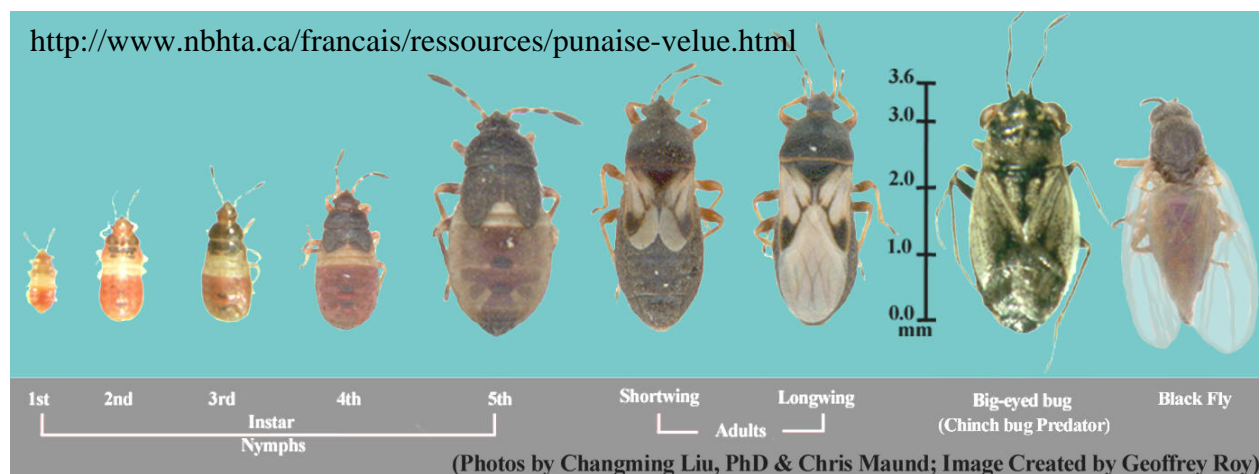 http://www.nbhta.ca/francais/ressources/punaise-velue.html
3.6
3.0
2.0
1.0
0.0
mm
1st 2nd 3rd 4th 5th Shortwing Longwing Big-eyed bug Black Fly
Instar Adults (Chinch bug Predator)
Nymphs
(Photos by Changming Liu, PhD & Chris Maund; Image Created by Geoffrey Roy)